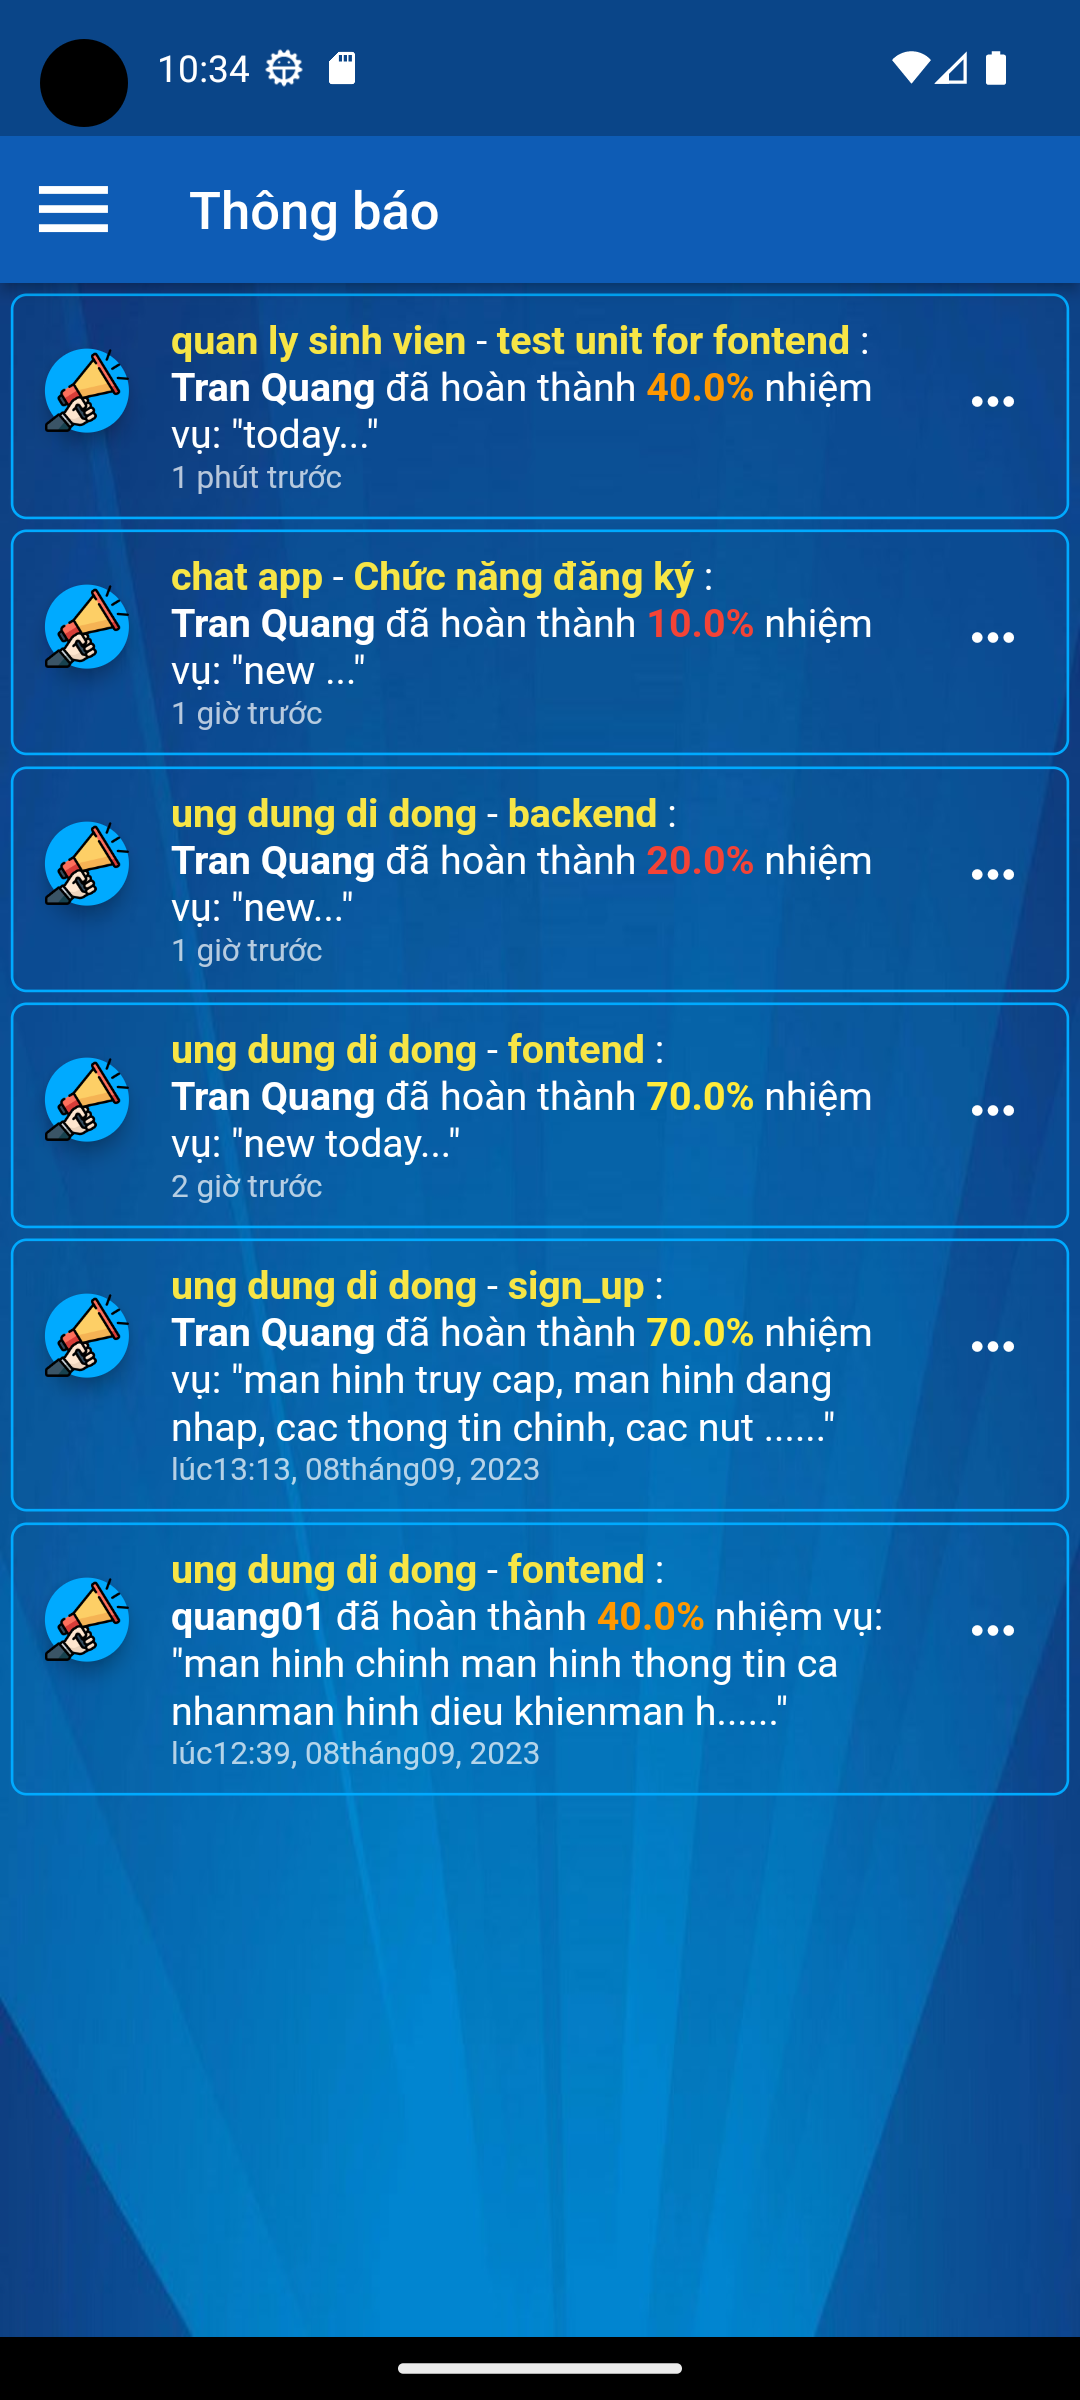 10:34
Thông báo
quan ly sinh vien - test unit for fontend :
Tran Quang đã hoàn thành 40.0% nhiệm
vụ: "today..."
1 phút trước
chat app - Chức năng đăng ký :
Tran Quang đã hoàn thành 10.0% nhiệm
vụ: "new ..."
1 giờ trước
ung dung di dong - backend :
Tran Quang đã hoàn thành 20.0% nhiệm
vụ: "new..."
1 giờ trước
ung dung di dong - fontend :
Tran Quang đã hoàn thành 70.0% nhiệm
vụ: "new today..."
2 giờ trước
ung dung di dong - sign_up :
Tran Quang đã hoàn thành 70.0% nhiệm
vụ: "man hinh truy cap, man hinh dang
nhap, cac thong tin chinh, cac nut ......"
lúc13:13, 08tháng09, 2023
ung dung di dong - fontend :
quang01 đã hoàn thành 40.0% nhiệm vụ:
"man hinh chinh man hinh thong tin ca
nhanman hinh dieu khienman h......"
lúc12:39, 08tháng09, 2023